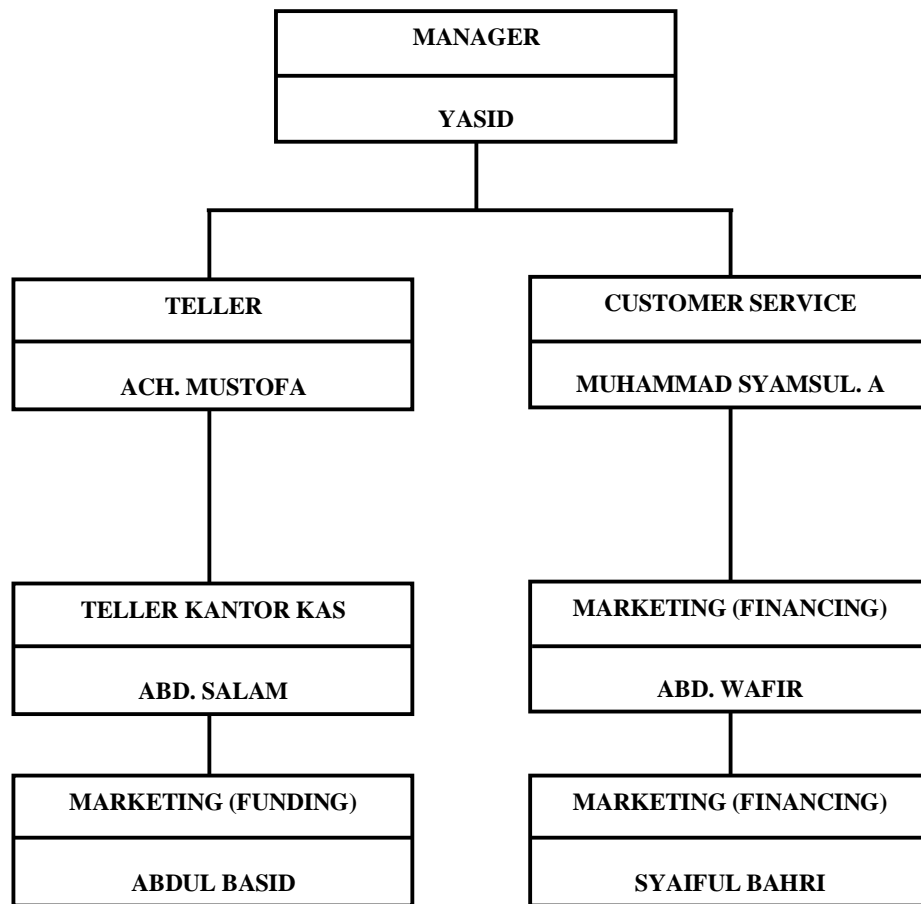 MANAGER
YASID
TELLER
ACH. MUSTOFA
CUSTOMER SERVICE
MUHAMMAD SYAMSUL. A
TELLER KANTOR KAS
ABD. SALAM
MARKETING (FINANCING)
ABD. WAFIR
MARKETING (FUNDING)
ABDUL BASID
MARKETING (FINANCING)
SYAIFUL BAHRI